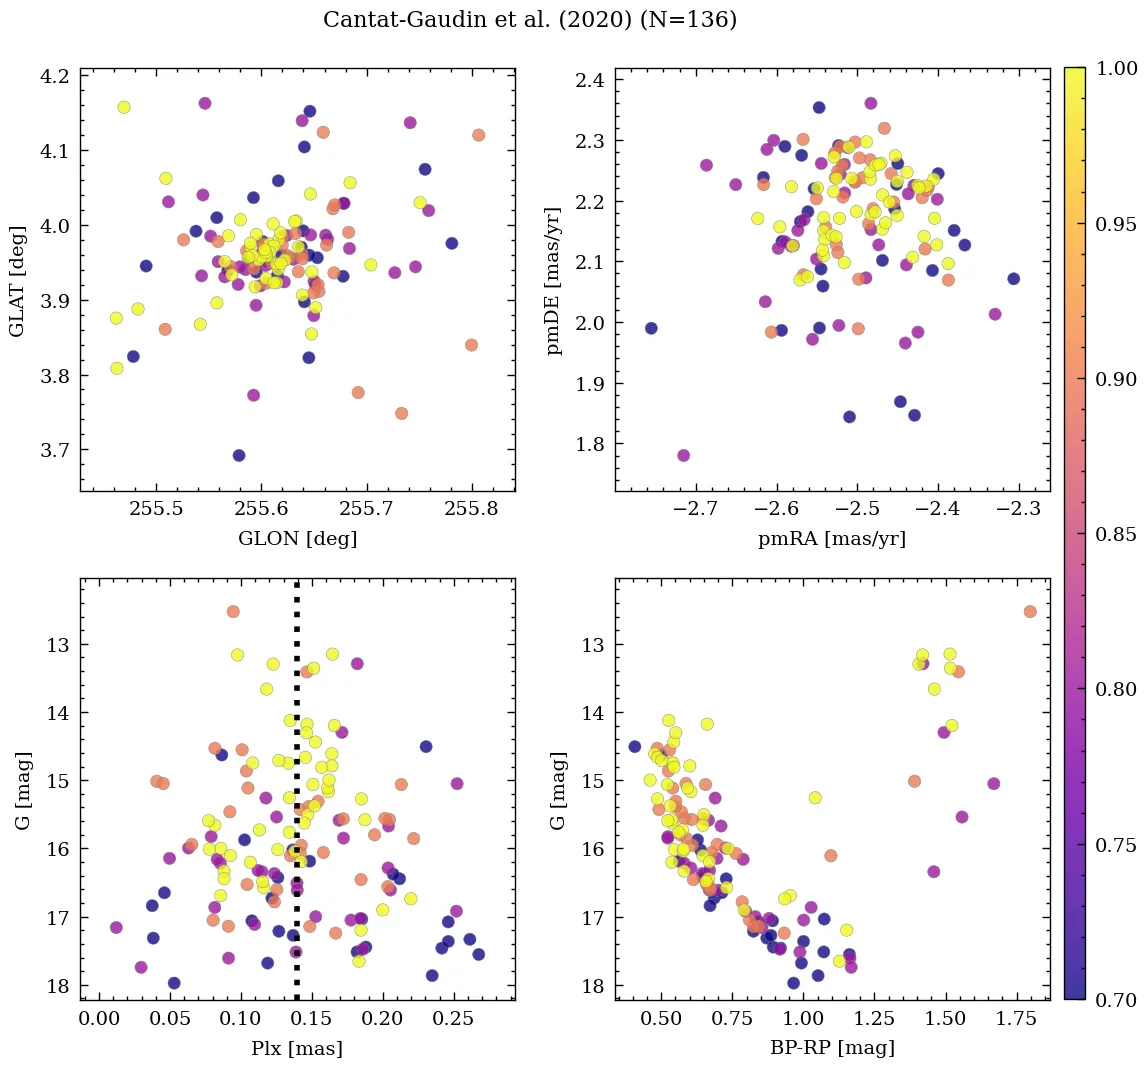 Cantat-Gaudin et al. (2020) (N=136)
4.2
4.1
4.0
3.9
3.8
3.7
GLAT [deg]
255.5 255.6 255.7 255.8
GLON [deg]
2.4
2.3
2.2
2.1
2.0
1.9
1.8
pmDE [mas/yr]
−2.7 −2.6 −2.5 −2.4 −2.3
pmRA [mas/yr]
13
14
15
16
17
18
G [mag]
0.00 0.05 0.10 0.15 0.20 0.25
Plx [mas]
13
14
15
16
17
18
G [mag]
0.50 0.75 1.00 1.25 1.50 1.75
BP-RP [mag]
1.00
0.95
0.90
0.85
0.80
0.75
0.70